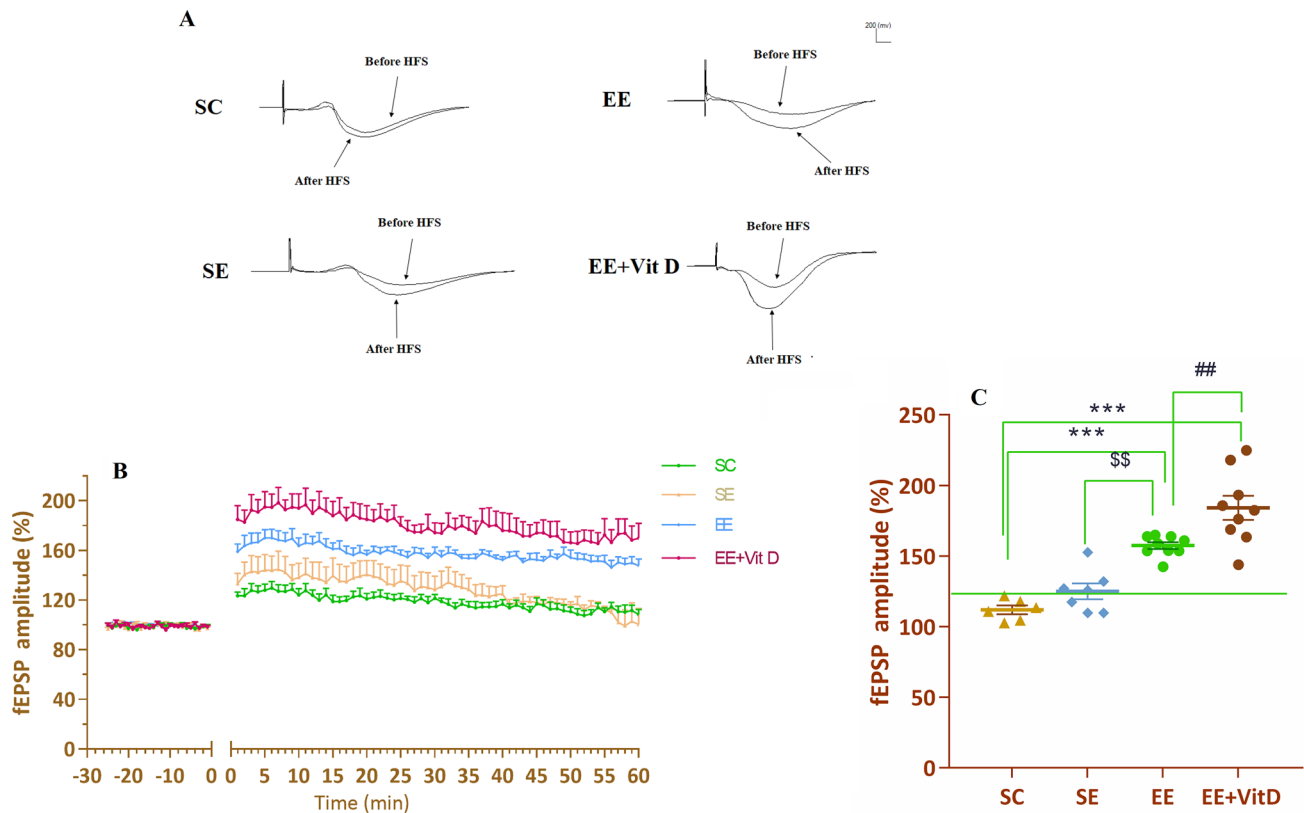 A
200 (mv)
Before HFS
SC
After HFS
Before HFS
EE
After HFS
Before HFS
SE
After HFS
Before HFS
EE+Vit D
After HFS
B
fEPSP amplitude (%)
200
160
120
80
40
0
-30 -20 -10 0
0 5 10 15 20 25 30 35 40 45 50 55 60
Time (min)
SC
SE
EE
EE+Vit D
C
##
***
***
$$
fEPSP amplitude (%)
250
200
150
100
50
0
SC SE EE EE+VitD